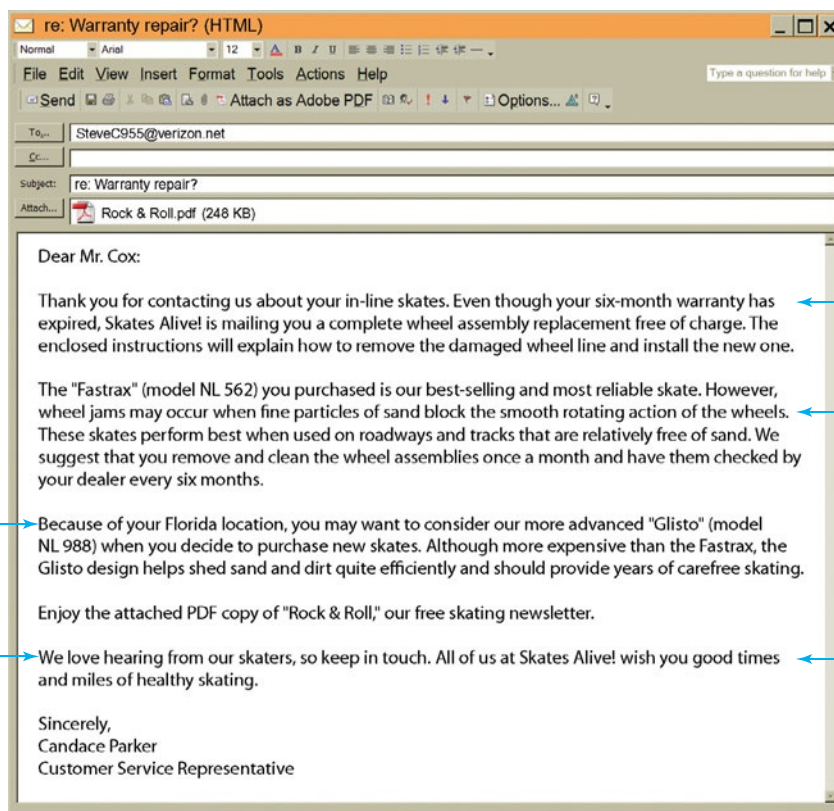 re: Warranty repair? (HTML)
Normal Arial 12 A B I U
File Edit View Insert Format Tools Actions Help Type a question for help
Send Attach as Adobe PDF Options...
To... SteveC955@verizon.net
Cc...
Subject: re: Warranty repair?
Attach... Rock & Roll.pdf (248 KB)
Dear Mr. Cox:
Thank you for contacting us about your in-line skates. Even though your six-month warranty has
expired, Skates Alive! is mailing you a complete wheel assembly replacement free of charge. The
enclosed instructions will explain how to remove the damaged wheel line and install the new one.
The "Fastrax" (model NL 562) you purchased is our best-selling and most reliable skate. However,
wheel jams may occur when fine particles of sand block the smooth rotating action of the wheels.
These skates perform best when used on roadways and tracks that are relatively free of sand. We
suggest that you remove and clean the wheel assemblies once a month and have them checked by
your dealer every six months.
Because of your Florida location, you may want to consider our more advanced "Glisto" (model
NL 988) when you decide to purchase new skates. Although more expensive than the Fastrax, the
Glisto design helps shed sand and dirt quite efficiently and should provide years of carefree skating.
Enjoy the attached PDF copy of "Rock & Roll," our free skating newsletter.
We love hearing from our skaters, so keep in touch. All of us at Skates Alive! wish you good times
and miles of healthy skating.
Sincerely,
Candace Parker
Customer Service Representative